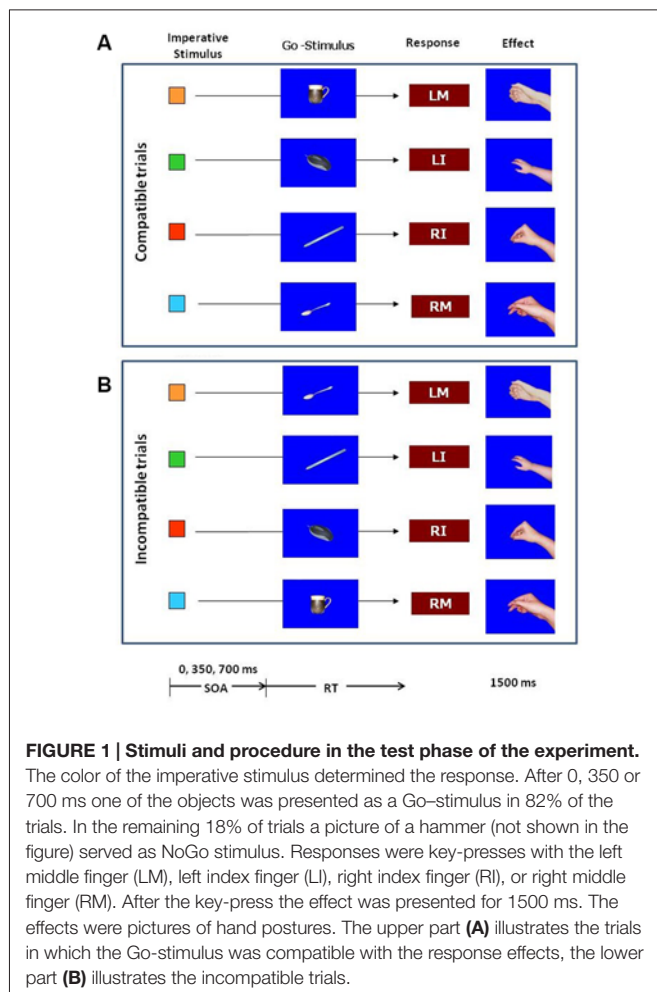 A
Imperative Stimulus
Go -Stimulus
Response
Effect
Compatible trials
LM
LI
RI
RM
B
Incompatible trials
LM
LI
RI
RM
0, 350, 700 ms
SOA
RT
1500 ms
FIGURE 1 | Stimuli and procedure in the test phase of the experiment.
The color of the imperative stimulus determined the response. After 0, 350 or
700 ms one of the objects was presented as a Go–stimulus in 82% of the
trials. In the remaining 18% of trials a picture of a hammer (not shown in the
figure) served as NoGo stimulus. Responses were key-presses with the left
middle finger (LM), left index finger (LI), right index finger (RI), or right middle
finger (RM). After the key-press the effect was presented for 1500 ms. The
effects were pictures of hand postures. The upper part (A) illustrates the trials
in which the Go-stimulus was compatible with the response effects, the lower
part (B) illustrates the incompatible trials.